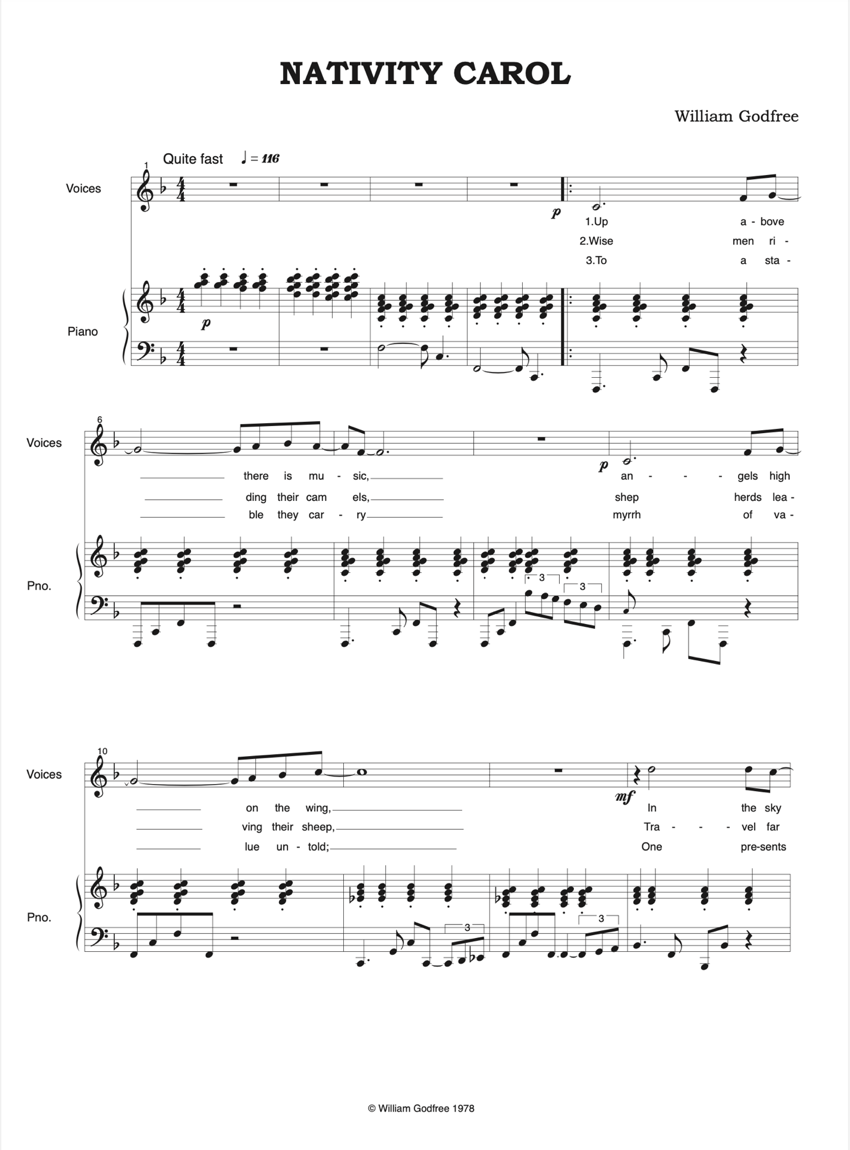 NATIVITY CAROL
William Godfree
1
Quite fast ♩ = 116
Voices
p
1.Up a - bove
2.Wise men ri -
3.To a sta -
p
Piano
6
Voices
p
there is mu - sic, an - - - gels high
ding their cam els, shep herds lea -
ble they car - ry myrrh of va -
Pno.
3 3
10
Voices
mf
on the wing, In the sky
ving their sheep, Tra - - - vel far
lue un - told; One pre-sents
Pno.
3 3
© William Godfree 1978